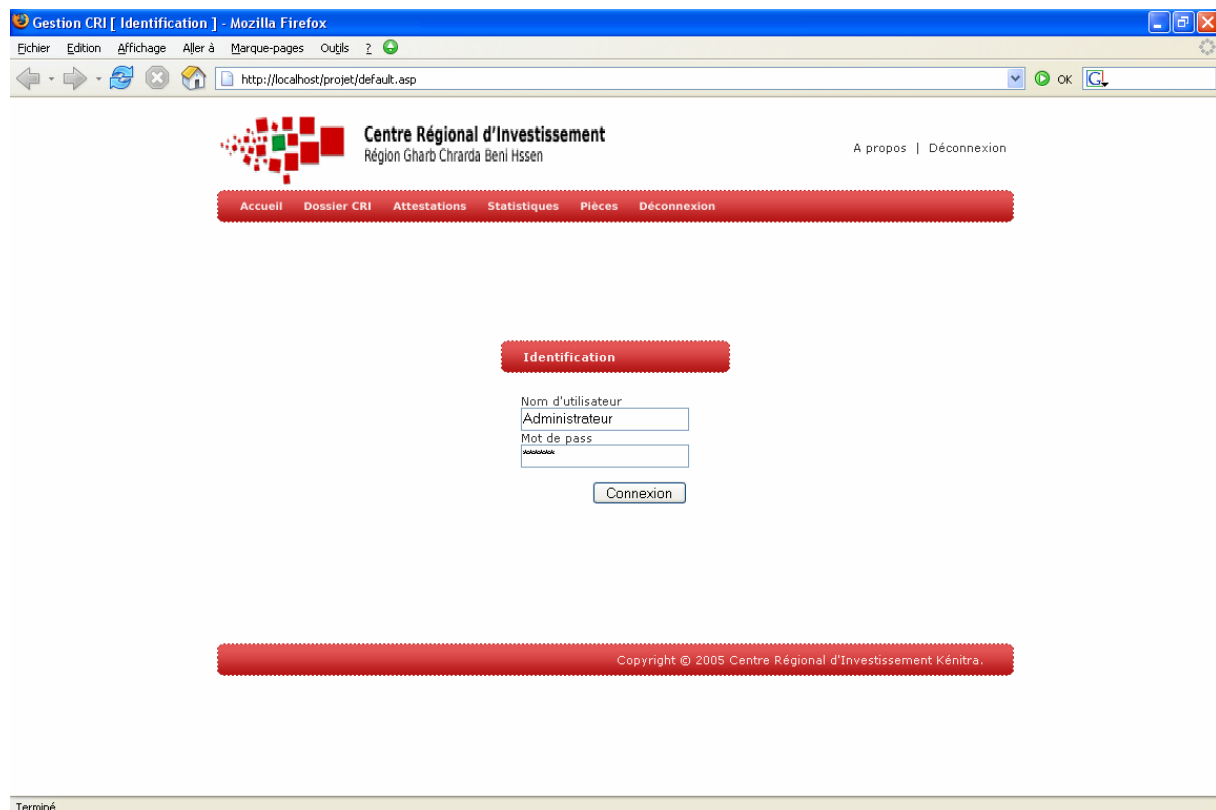 Gestion CRI [ Identification ] - Mozilla Firefox
Fichier Edition Affichage Aller à Marque-pages Outils ?
http://localhost/projet/default.asp OK G
Centre Régional d'Investissement
Région Gharb Chrarda Beni Hssen
A propos | Déconnexion
Accueil Dossier CRI Attestations Statistiques Pièces Déconnexion
Identification
Nom d'utilisateur
Administrateur
Mot de pass
*******
Connexion
Copyright © 2005 Centre Régional d'Investissement Kénitra.
Terminé